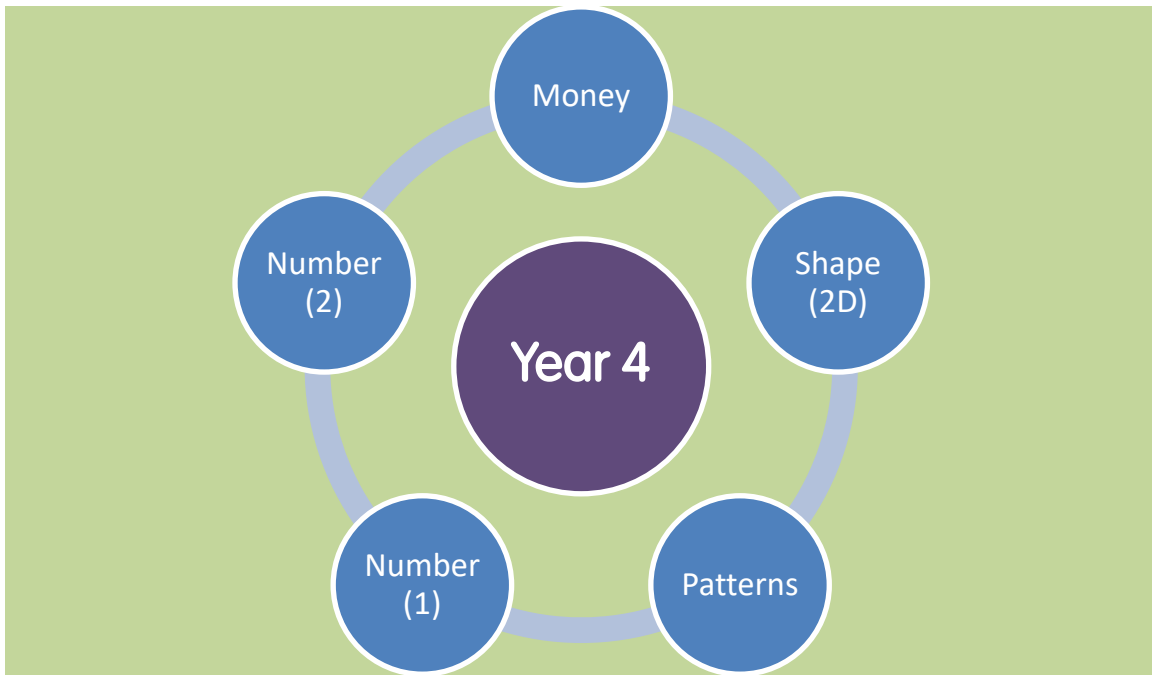 Money
Number
(2)
Shape
(2D)
Year 4
Number
(1)
Patterns